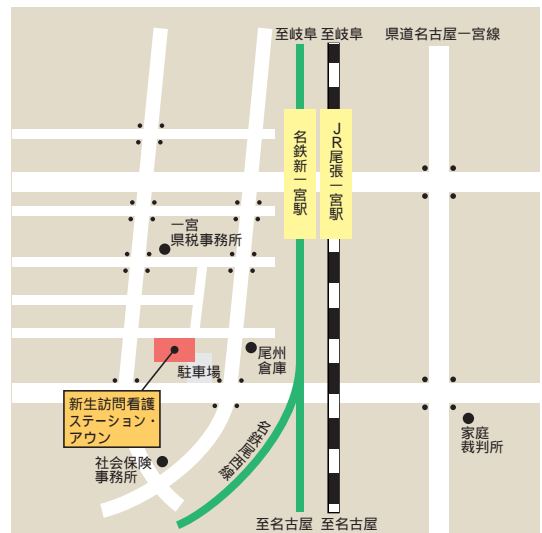 至岐阜
至岐阜
県道名古屋一宮線
名鉄新一宮駅
JR尾張一宮駅
一宮
県税事務所
尾州
倉庫
駐車場
新生訪問看護
ステーション・
アウン
名鉄尾西線
家庭
裁判所
社会保険
事務所
至名古屋
至名古屋